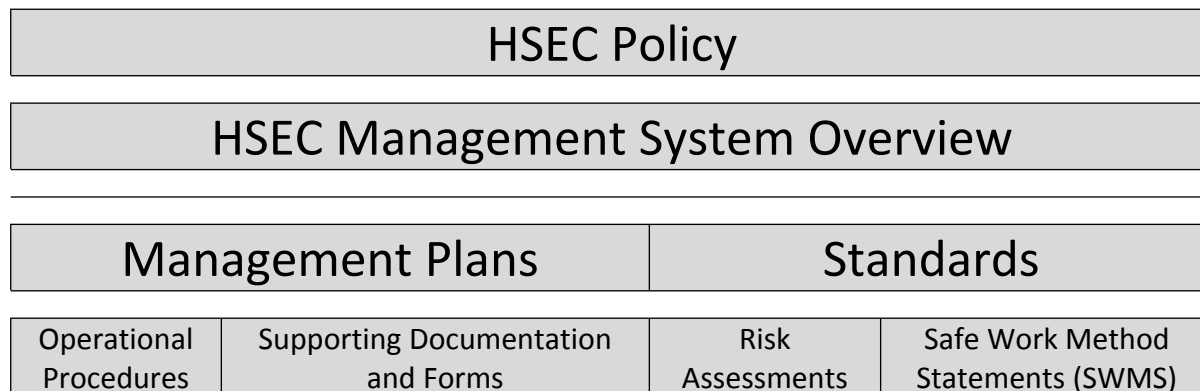 HSEC Policy
HSEC Management System Overview
Management Plans
Standards
Operational
Procedures
Supporting Documentation
and Forms
Risk
Assessments
Safe Work Method
Statements (SWMS)